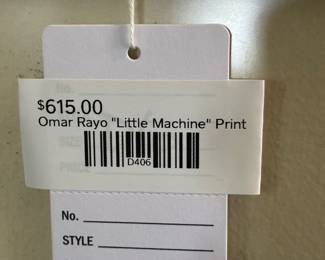 $615.00
Omar Rayo "Little Machine" Print
D406
No.
STYLE